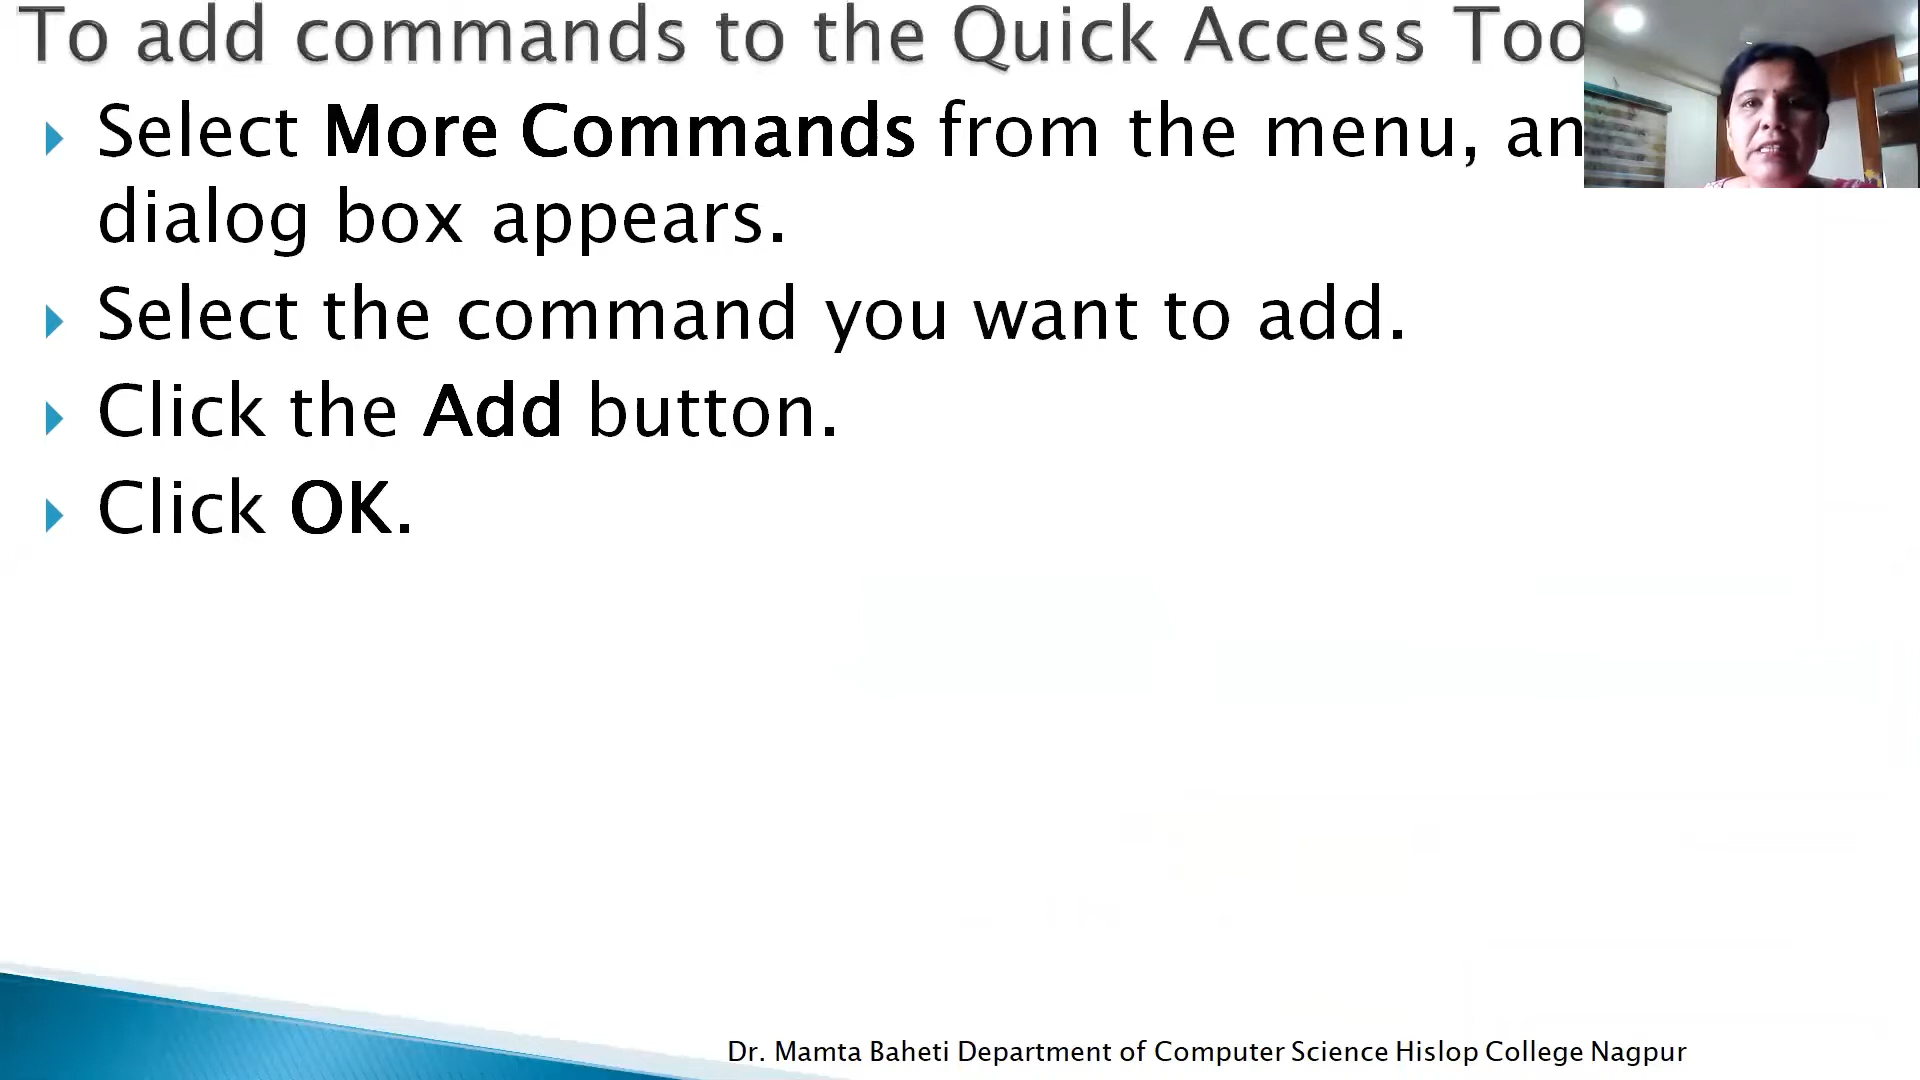 To add commands to the Quick Access Too
Select More Commands from the menu, an
dialog box appears.
Select the command you want to add.
Click the Add button.
Click OK.
Dr. Mamta Baheti Department of Computer Science Hislop College Nagpur